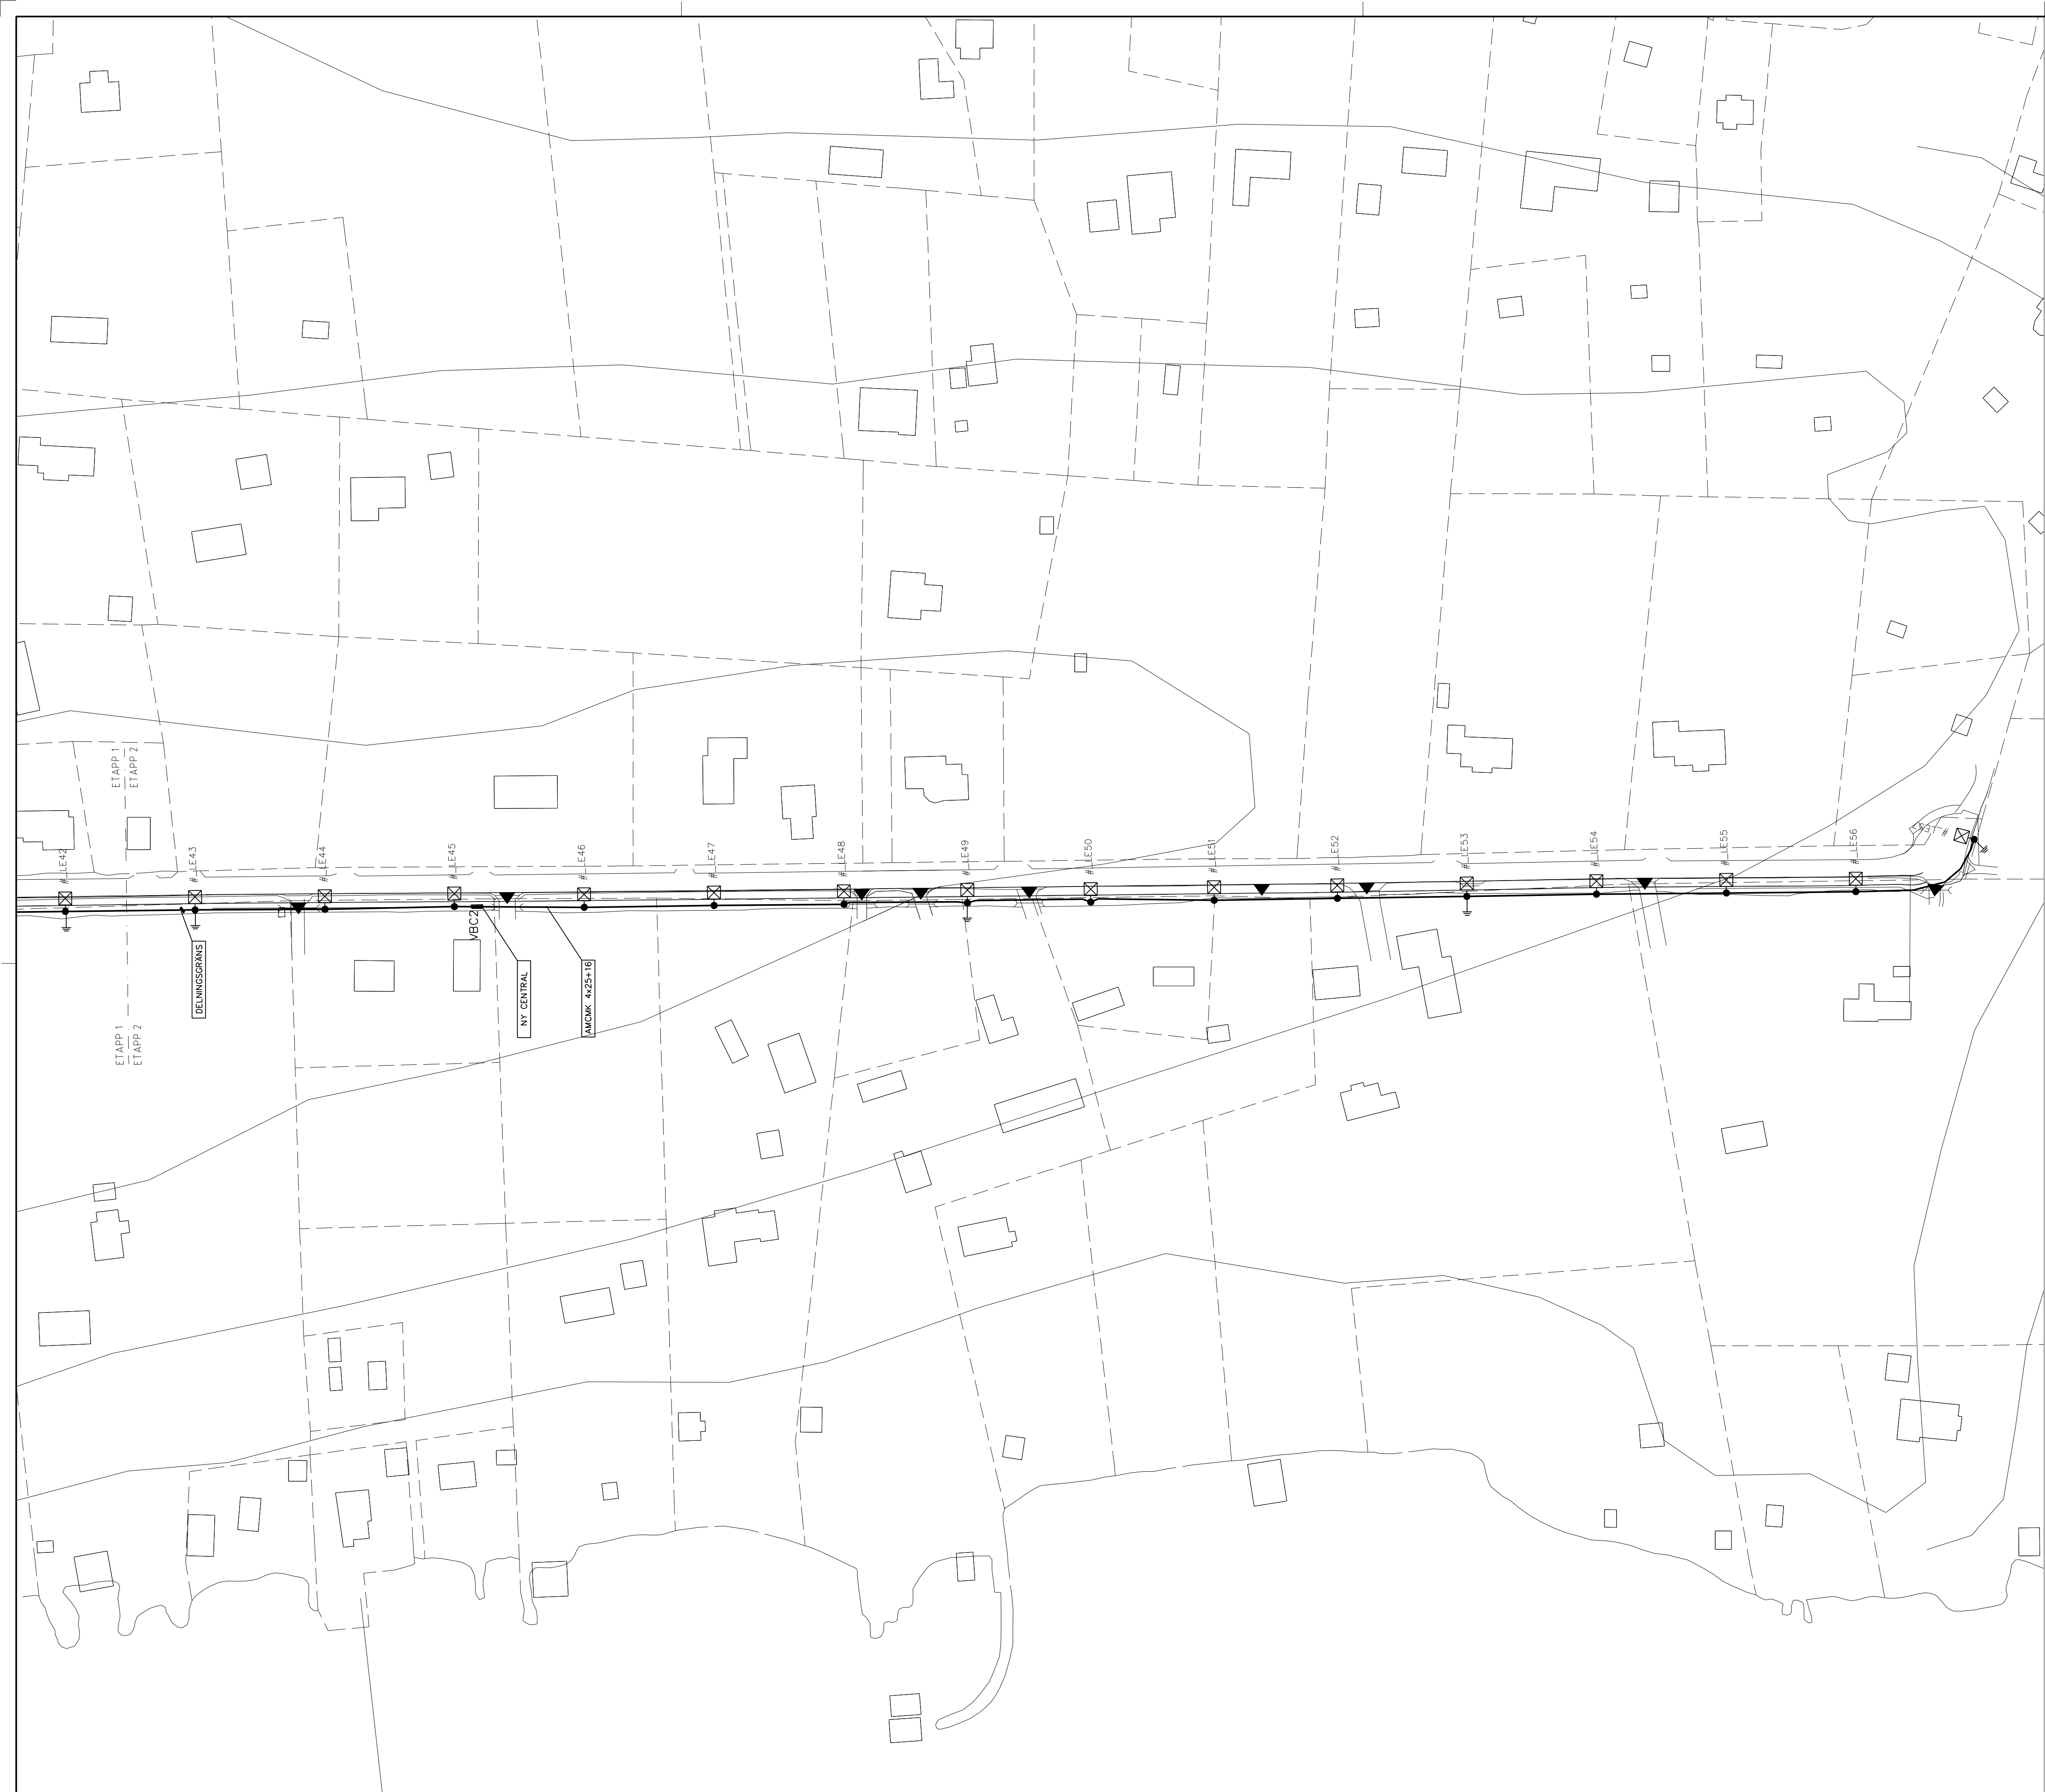 ETAPP 1
ETAPP 2
LE42
LE43
LE44
LE45
LE46
LE47
LE48
LE49
LE50
LE51
LE52
LE53
LE54
LE55
LE56
LE57
VBC2
DELNINGSGRÄNS
NY CENTRAL
AMCMK 4x25+16
ETAPP 1
ETAPP 2